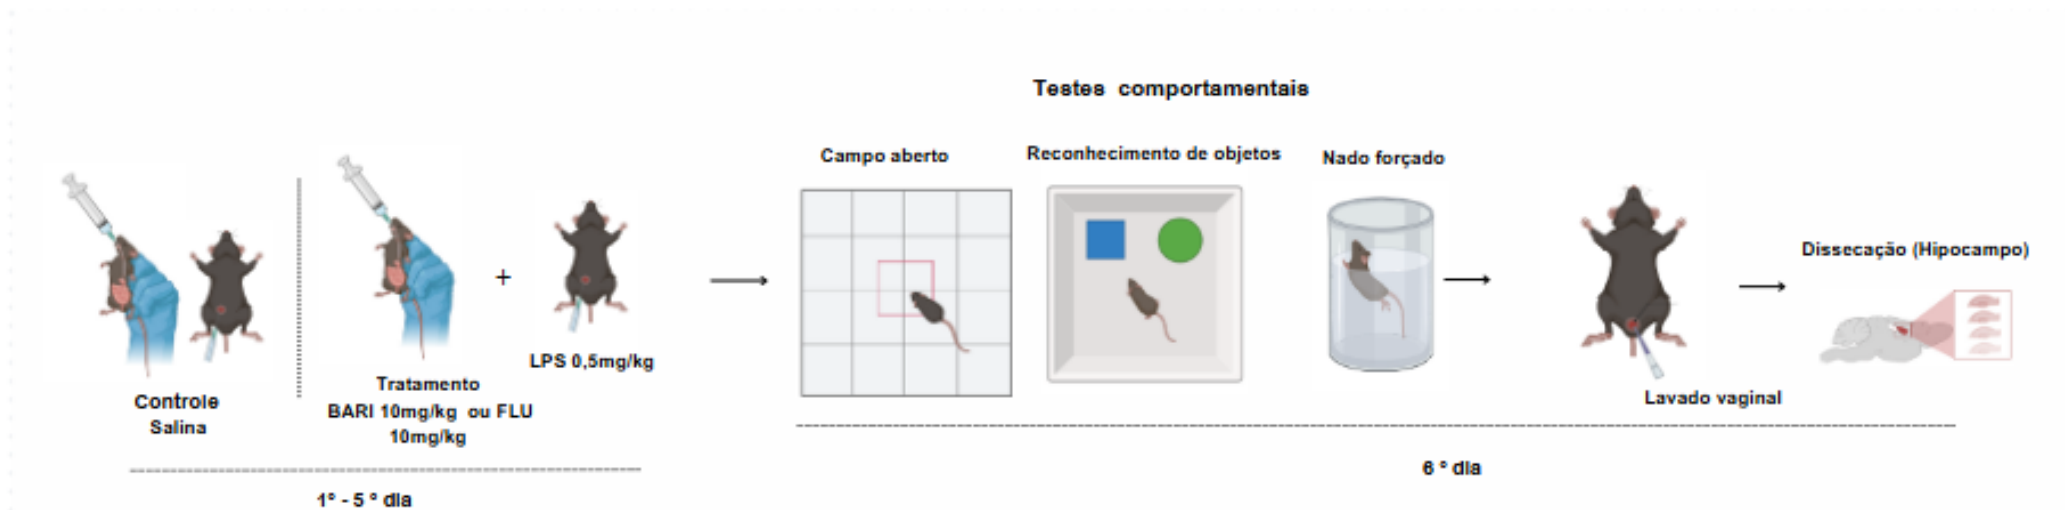 Testes comportamentais
Campo aberto
Reconhecimento de objetos
Nado forçado
Dissecação (Hipocampo)
LPS 0,5mg/kg
Tratamento
BARI 10mg/kg ou FLU
10mg/kg
Controle
Salina
Lavado vaginal
1º - 5 º dia
6 º dia